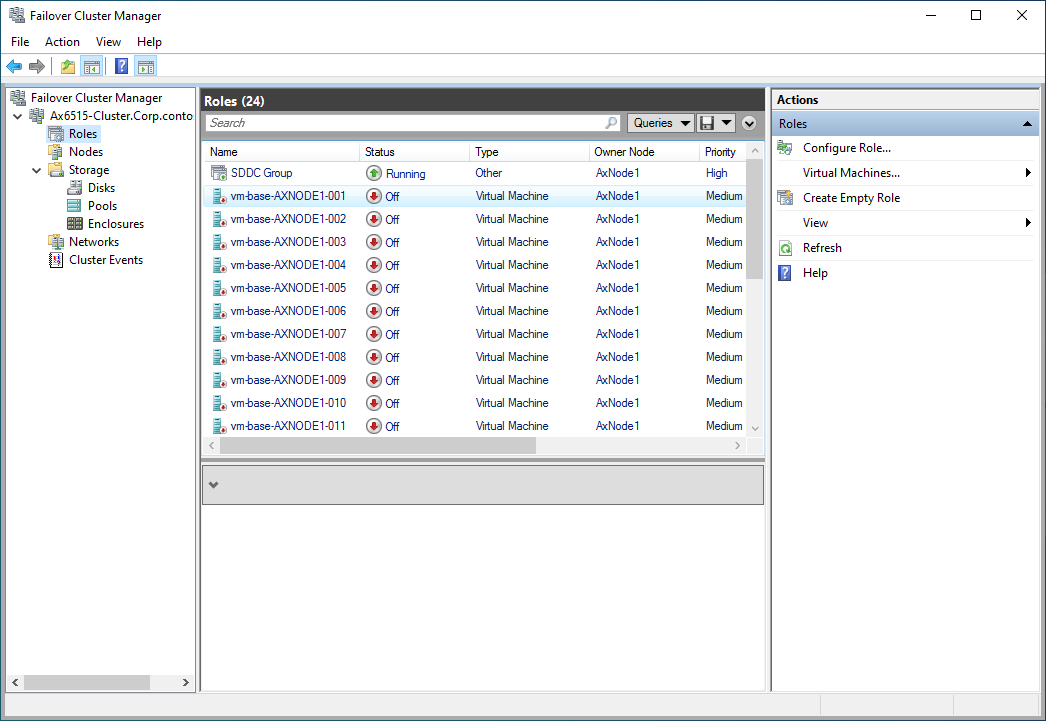 Failover Cluster Manager
File Action View Help
Failover Cluster Manager
Ax6515-Cluster.Corp.conto
Roles
Nodes
Storage
Disks
Pools
Enclosures
Networks
Cluster Events
Roles (24)
Search Queries
Name Status Type Owner Node Priority
SDDC Group Running Other AxNode1 High
vm-base-AXNODE1-001 Off Virtual Machine AxNode1 Medium
vm-base-AXNODE1-002 Off Virtual Machine AxNode1 Medium
vm-base-AXNODE1-003 Off Virtual Machine AxNode1 Medium
vm-base-AXNODE1-004 Off Virtual Machine AxNode1 Medium
vm-base-AXNODE1-005 Off Virtual Machine AxNode1 Medium
vm-base-AXNODE1-006 Off Virtual Machine AxNode1 Medium
vm-base-AXNODE1-007 Off Virtual Machine AxNode1 Medium
vm-base-AXNODE1-008 Off Virtual Machine AxNode1 Medium
vm-base-AXNODE1-009 Off Virtual Machine AxNode1 Medium
vm-base-AXNODE1-010 Off Virtual Machine AxNode1 Medium
vm-base-AXNODE1-011 Off Virtual Machine AxNode1 Medium
Actions
Roles
Configure Role...
Virtual Machines...
Create Empty Role
View
Refresh
Help